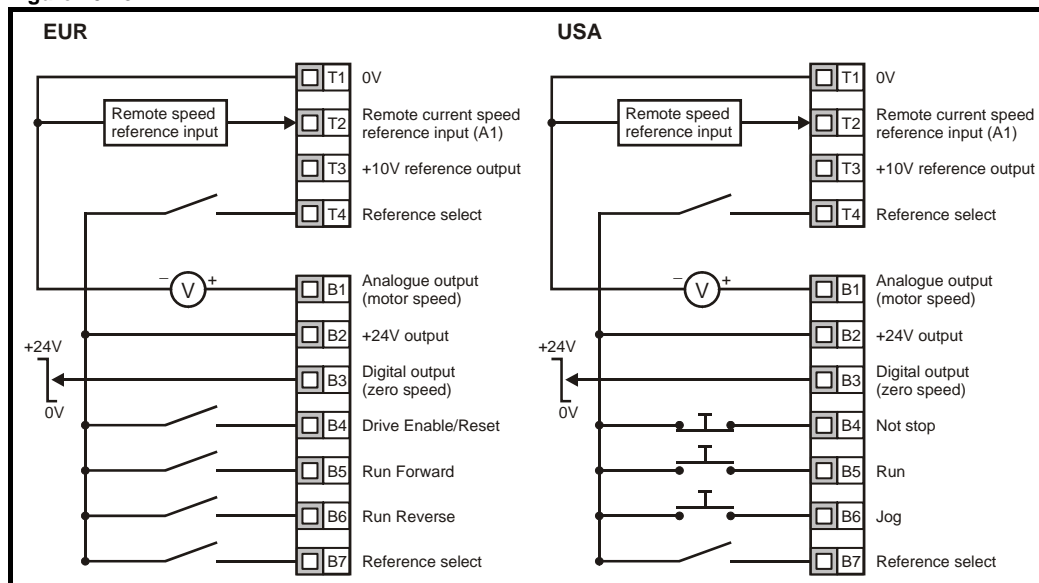 EUR
T1 0V
Remote speed
reference input
T2 Remote current speed
reference input (A1)
T3 +10V reference output
T4 Reference select
− V +
B1 Analogue output
(motor speed)
B2 +24V output
+24V
0V
B3 Digital output
(zero speed)
B4 Drive Enable/Reset
B5 Run Forward
B6 Run Reverse
B7 Reference select
USA
T1 0V
Remote speed
reference input
T2 Remote current speed
reference input (A1)
T3 +10V reference output
T4 Reference select
− V +
B1 Analogue output
(motor speed)
B2 +24V output
+24V
0V
B3 Digital output
(zero speed)
B4 Not stop
B5 Run
B6 Jog
B7 Reference select